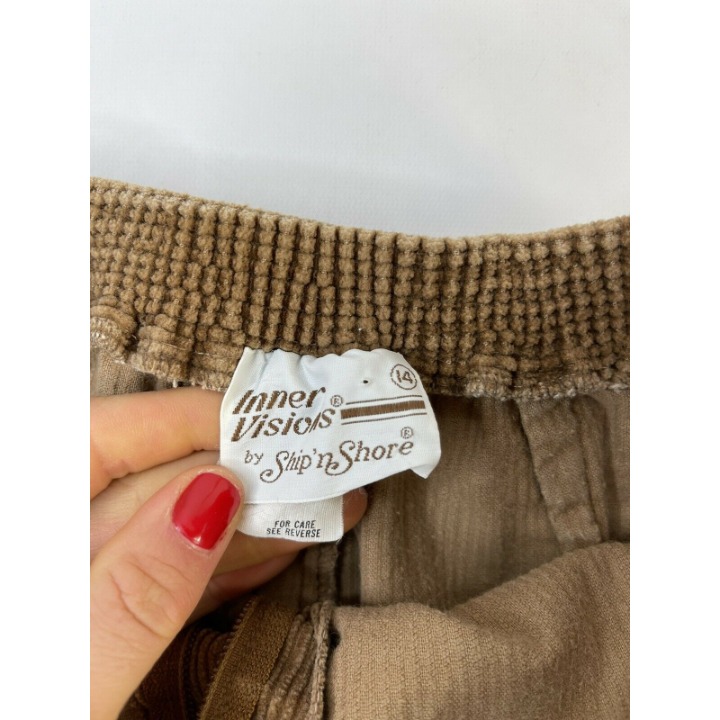 14
Inner®
Visions
by Ship'n Shore®
FOR CARE
SEE REVERSE